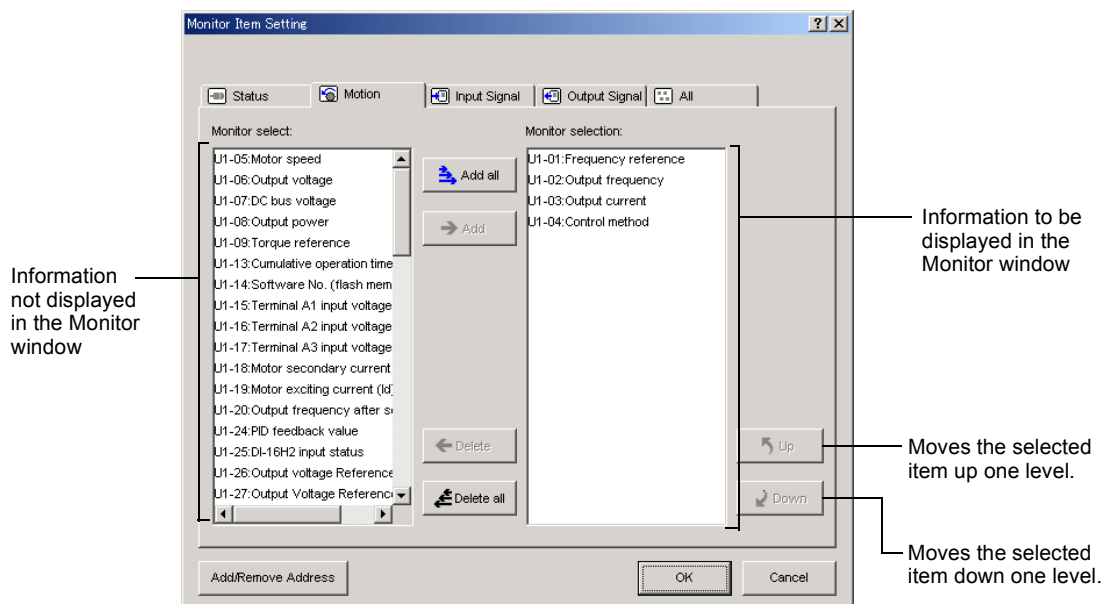 Monitor Item Setting
Status
Motion
Input Signal
Output Signal
All
Monitor select:
U1-05:Motor speed
U1-06:Output voltage
U1-07:DC bus voltage
U1-08:Output power
U1-09:Torque reference
U1-13:Cumulative operation time
U1-14:Software No. (flash mem
U1-15:Terminal A1 input voltage
U1-16:Terminal A2 input voltage
U1-17:Terminal A3 input voltage
U1-18:Motor secondary current
U1-19:Motor exciting current (Id)
U1-20:Output frequency after s
U1-24:PID feedback value
U1-25:DI-16H2 input status
U1-26:Output voltage Reference
U1-27:Output Voltage Referenc
Add all
Add
Delete
Delete all
Monitor selection:
U1-01:Frequency reference
U1-02:Output frequency
U1-03:Output current
U1-04:Control method
Up
Down
Add/Remove Address
OK
Cancel
Information
not displayed
in the Monitor
window
Information to be
displayed in the
Monitor window
Moves the selected
item up one level.
Moves the selected
item down one level.